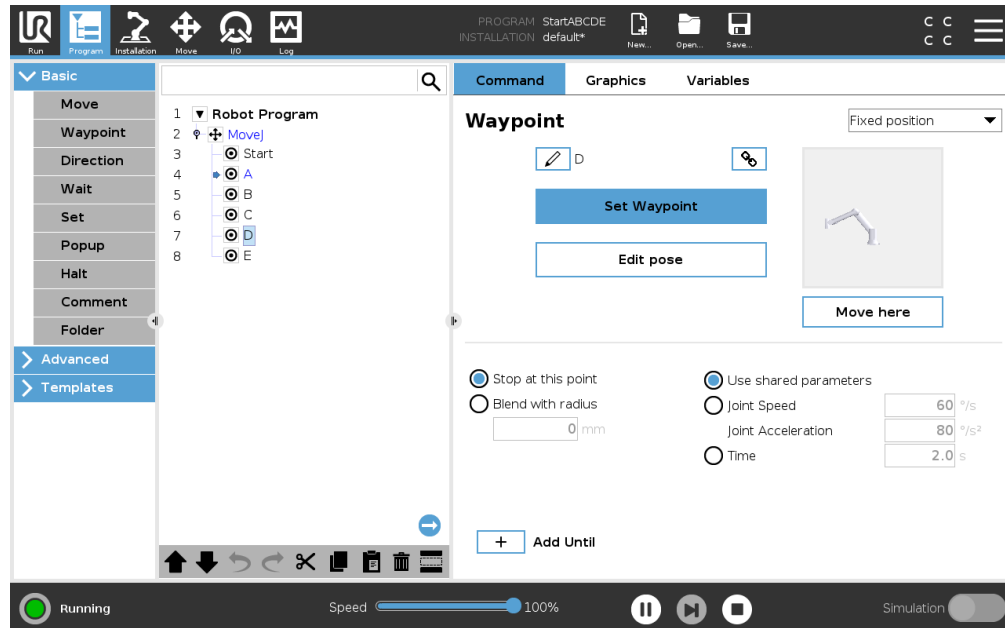 PROGRAM StartABCDE
INSTALLATION default*
UR
Run Program Installation Move I/O Log New... Open... Save...
C C
C C
Basic
Move
Waypoint
Direction
Wait
Set
Popup
Halt
Comment
Folder
Advanced
Templates
1 Robot Program
2 MoveJ
3 Start
4 A
5 B
6 C
7 D
8 E
Command Graphics Variables
Waypoint
Fixed position
D
Set Waypoint
Edit pose
Move here
Stop at this point
Blend with radius
0 mm
Use shared parameters
Joint Speed 60 °/s
Joint Acceleration 80 °/s²
Time 2.0 s
+ Add Until
Running
Speed 100%
Simulation